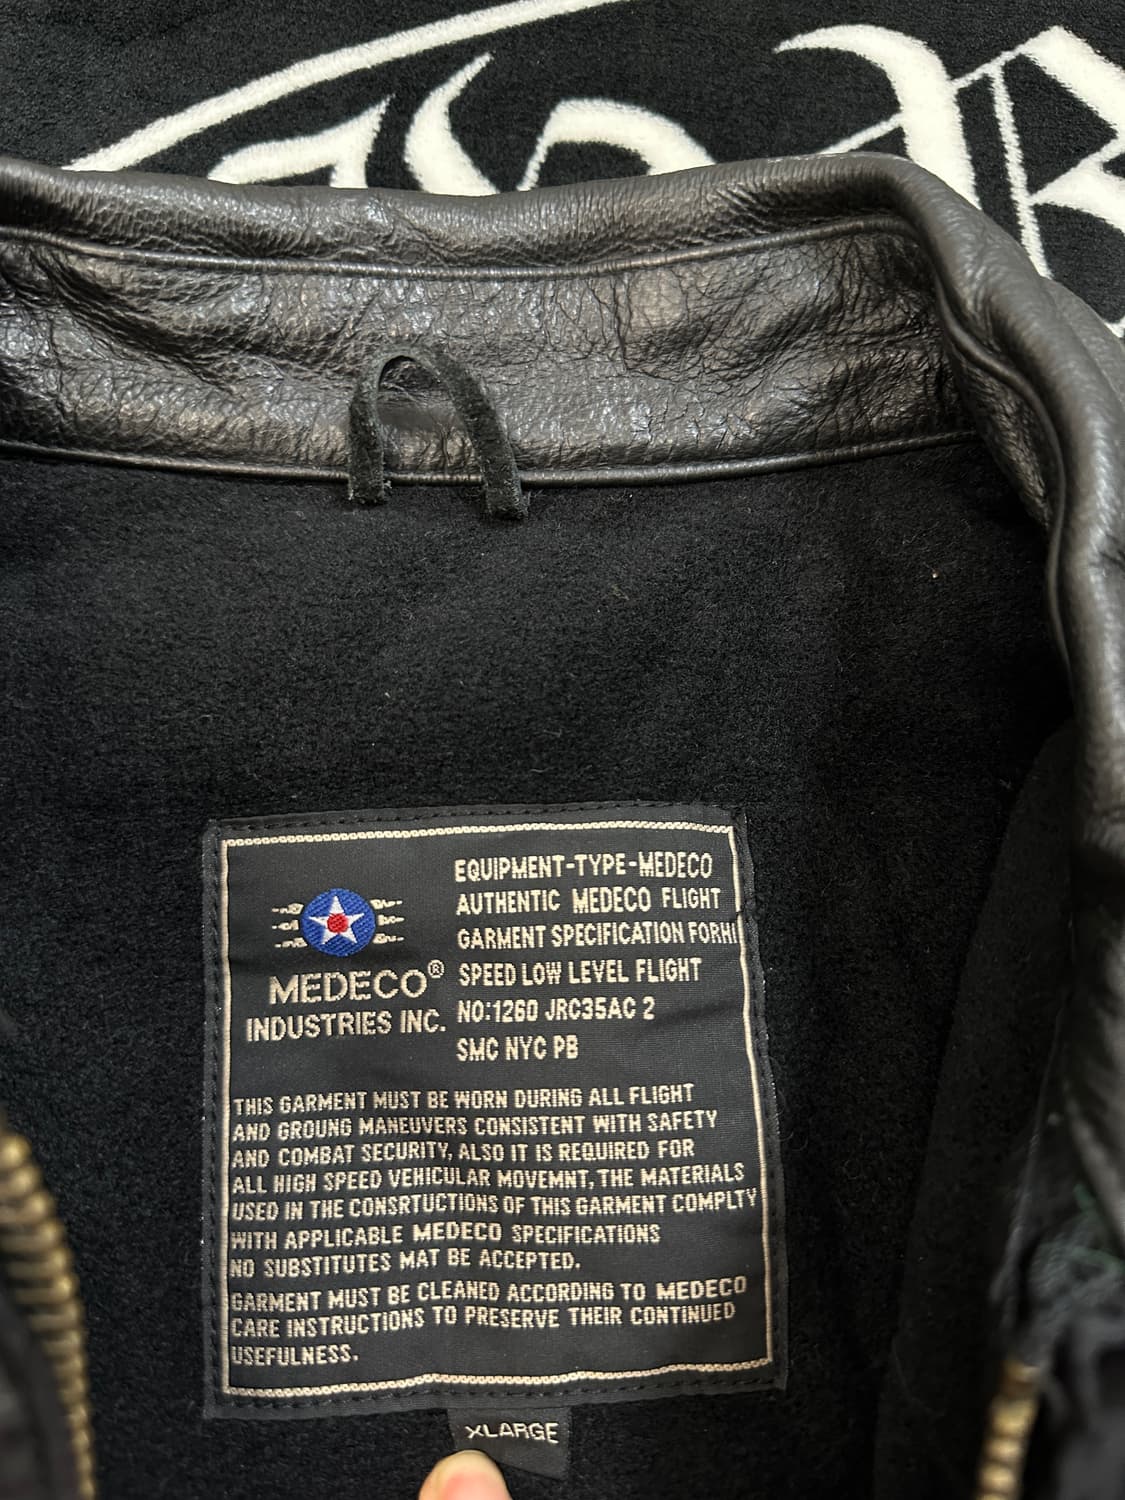 EQUIPMENT-TYPE-MEDECO
AUTHENTIC MEDECO FLIGHT
GARMENT SPECIFICATION FORHI
SPEED LOW LEVEL FLIGHT
NO:1260 JRC35AC 2
SMC NYC PB
MEDECO®
INDUSTRIES INC.
THIS GARMENT MUST BE WORN DURING ALL FLIGHT
AND GROUNG MANEUVERS CONSISTENT WITH SAFETY
AND COMBAT SECURITY, ALSO IT IS REQUIRED FOR
ALL HIGH SPEED VEHICULAR MOVEMNT, THE MATERIALS
USED IN THE CONSRTUCTIONS OF THIS GARMENT COMPLTY
WITH APPLICABLE MEDECO SPECIFICATIONS
NO SUBSTITUTES MAT BE ACCEPTED.
GARMENT MUST BE CLEANED ACCORDING TO MEDECO
CARE INSTRUCTIONS TO PRESERVE THEIR CONTINUED
USEFULNESS.
XLARGE